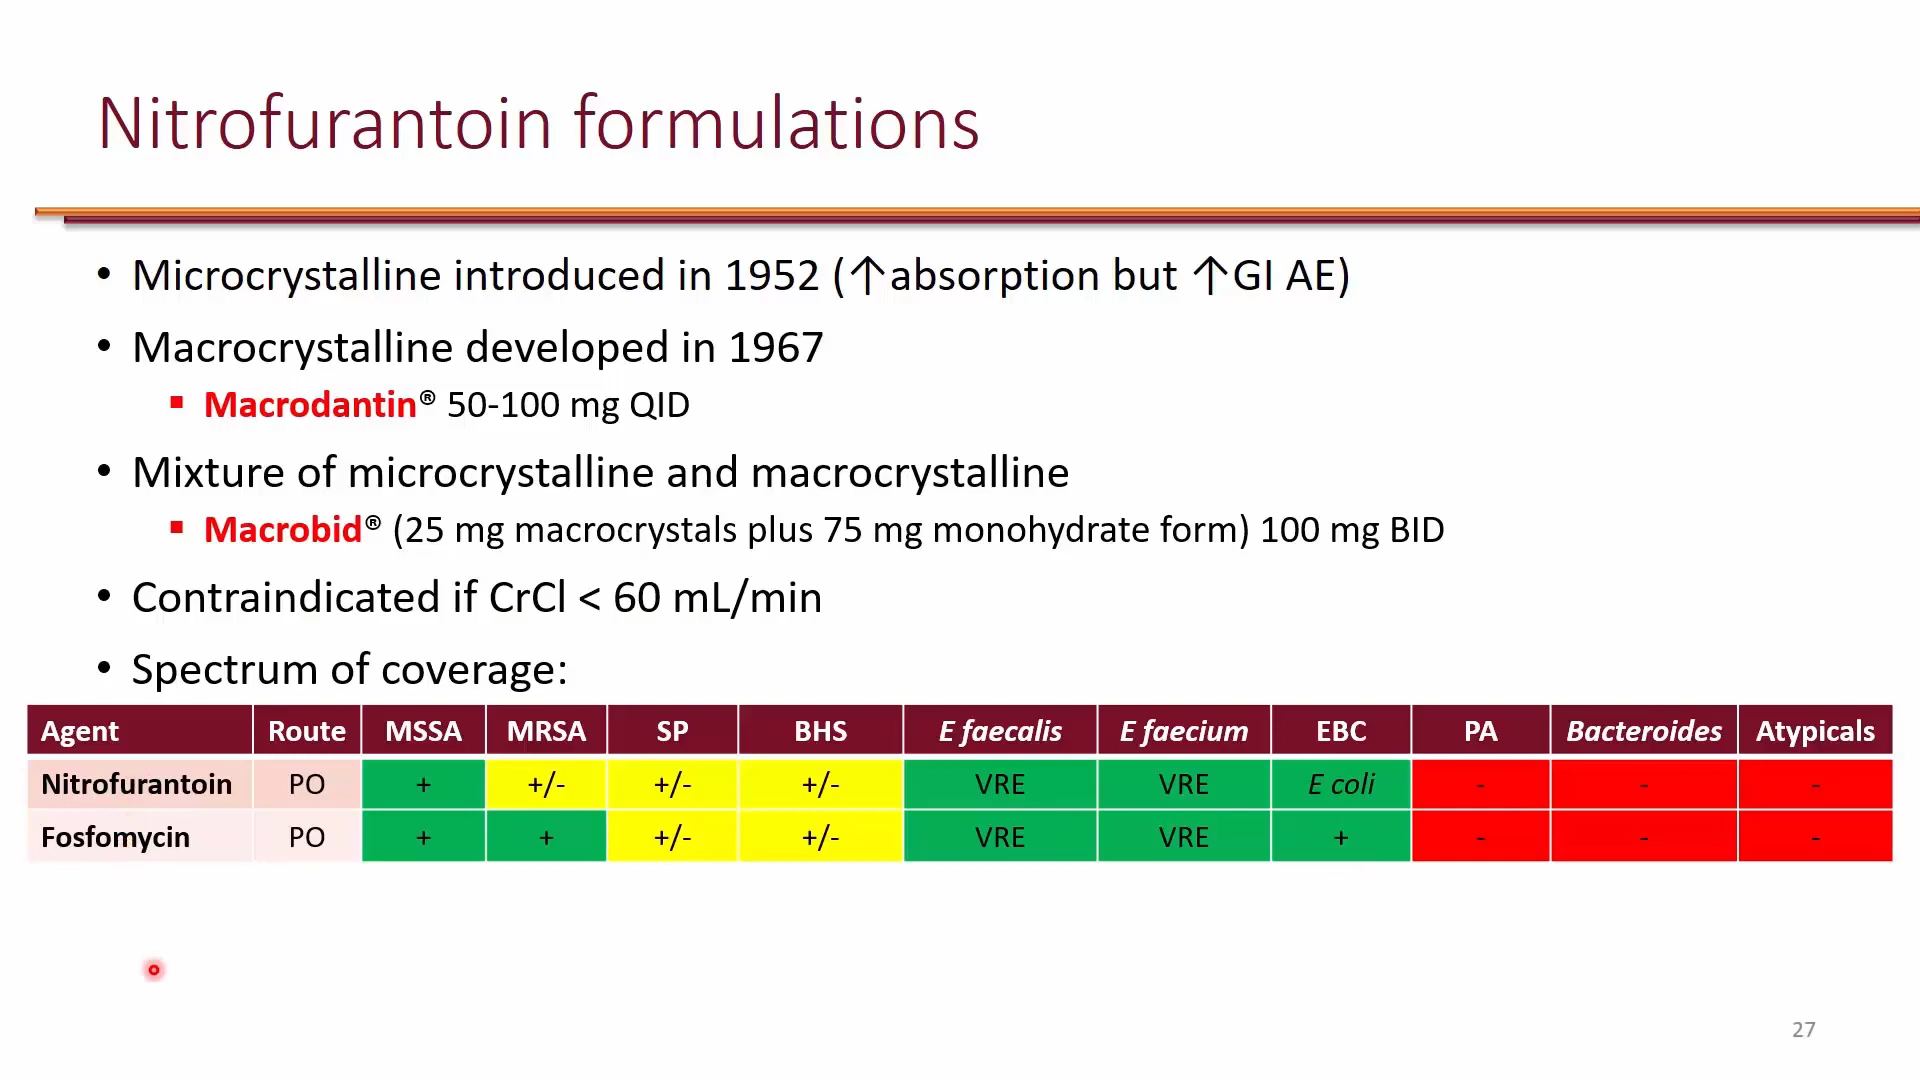 Nitrofurantoin formulations
• Microcrystalline introduced in 1952 (↑absorption but ↑GI AE)
• Macrocrystalline developed in 1967
▪ Macrodantin® 50-100 mg QID
• Mixture of microcrystalline and macrocrystalline
▪ Macrobid® (25 mg macrocrystals plus 75 mg monohydrate form) 100 mg BID
• Contraindicated if CrCl < 60 mL/min
• Spectrum of coverage:
Agent Route MSSA MRSA SP BHS E faecalis E faecium EBC PA Bacteroides Atypicals
Nitrofurantoin PO + +/- +/- +/- VRE VRE E coli - - -
Fosfomycin PO + + +/- +/- VRE VRE + - - -
27